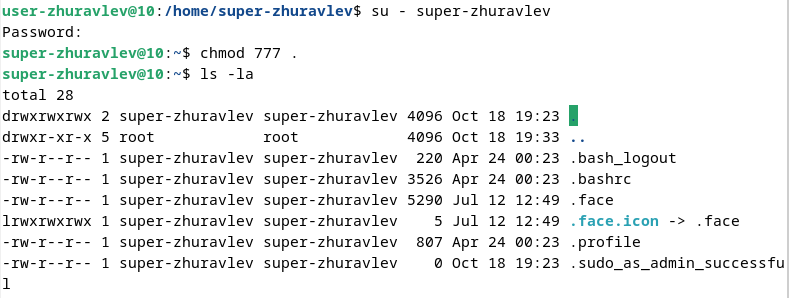 user-zhuravlev@10:/home/super-zhuravlev$ su - super-zhuravlev
Password:
super-zhuravlev@10:~$ chmod 777 .
super-zhuravlev@10:~$ ls -la
total 28
drwxrwxrwx 2 super-zhuravlev super-zhuravlev 4096 Oct 18 19:23 .
drwxr-xr-x 5 root            root            4096 Oct 18 19:33 ..
-rw-r--r-- 1 super-zhuravlev super-zhuravlev  220 Apr 24 00:23 .bash_logout
-rw-r--r-- 1 super-zhuravlev super-zhuravlev 3526 Apr 24 00:23 .bashrc
-rw-r--r-- 1 super-zhuravlev super-zhuravlev 5290 Jul 12 12:49 .face
lrwxrwxrwx 1 super-zhuravlev super-zhuravlev    5 Jul 12 12:49 .face.icon -> .face
-rw-r--r-- 1 super-zhuravlev super-zhuravlev  807 Apr 24 00:23 .profile
-rw-r--r-- 1 super-zhuravlev super-zhuravlev    0 Oct 18 19:23 .sudo_as_admin_successfu
l